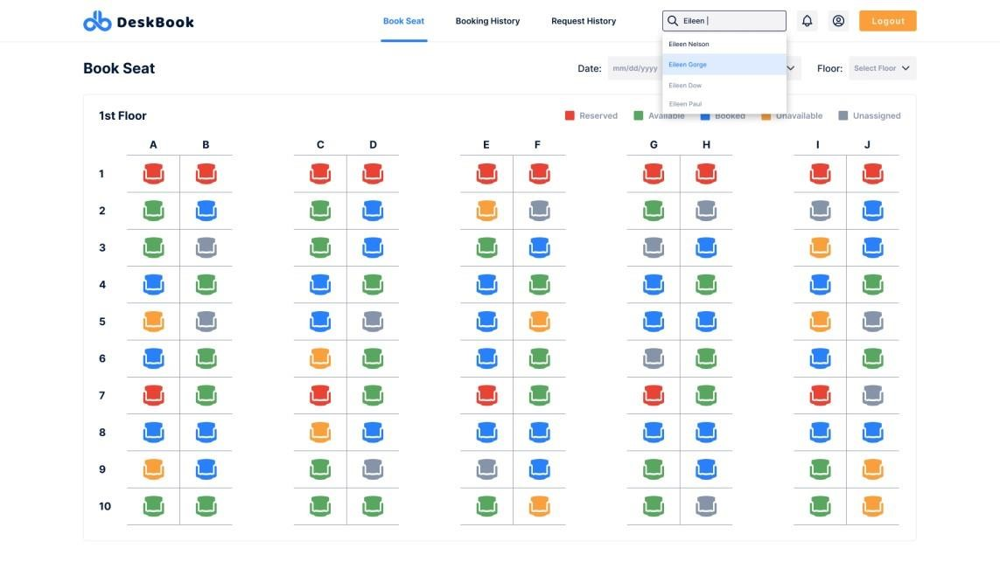 DeskBook
Book Seat
Booking History
Request History
Eileen
Logout
Eileen Nelson
Eileen Gorge
Eileen Dow
Eileen Paul
Book Seat
Date:
mm/dd/yyyy
Floor:
Select Floor
1st Floor
Reserved
Available
Booked
Unavailable
Unassigned
A B C D E F G H I J
1
2
3
4
5
6
7
8
9
10